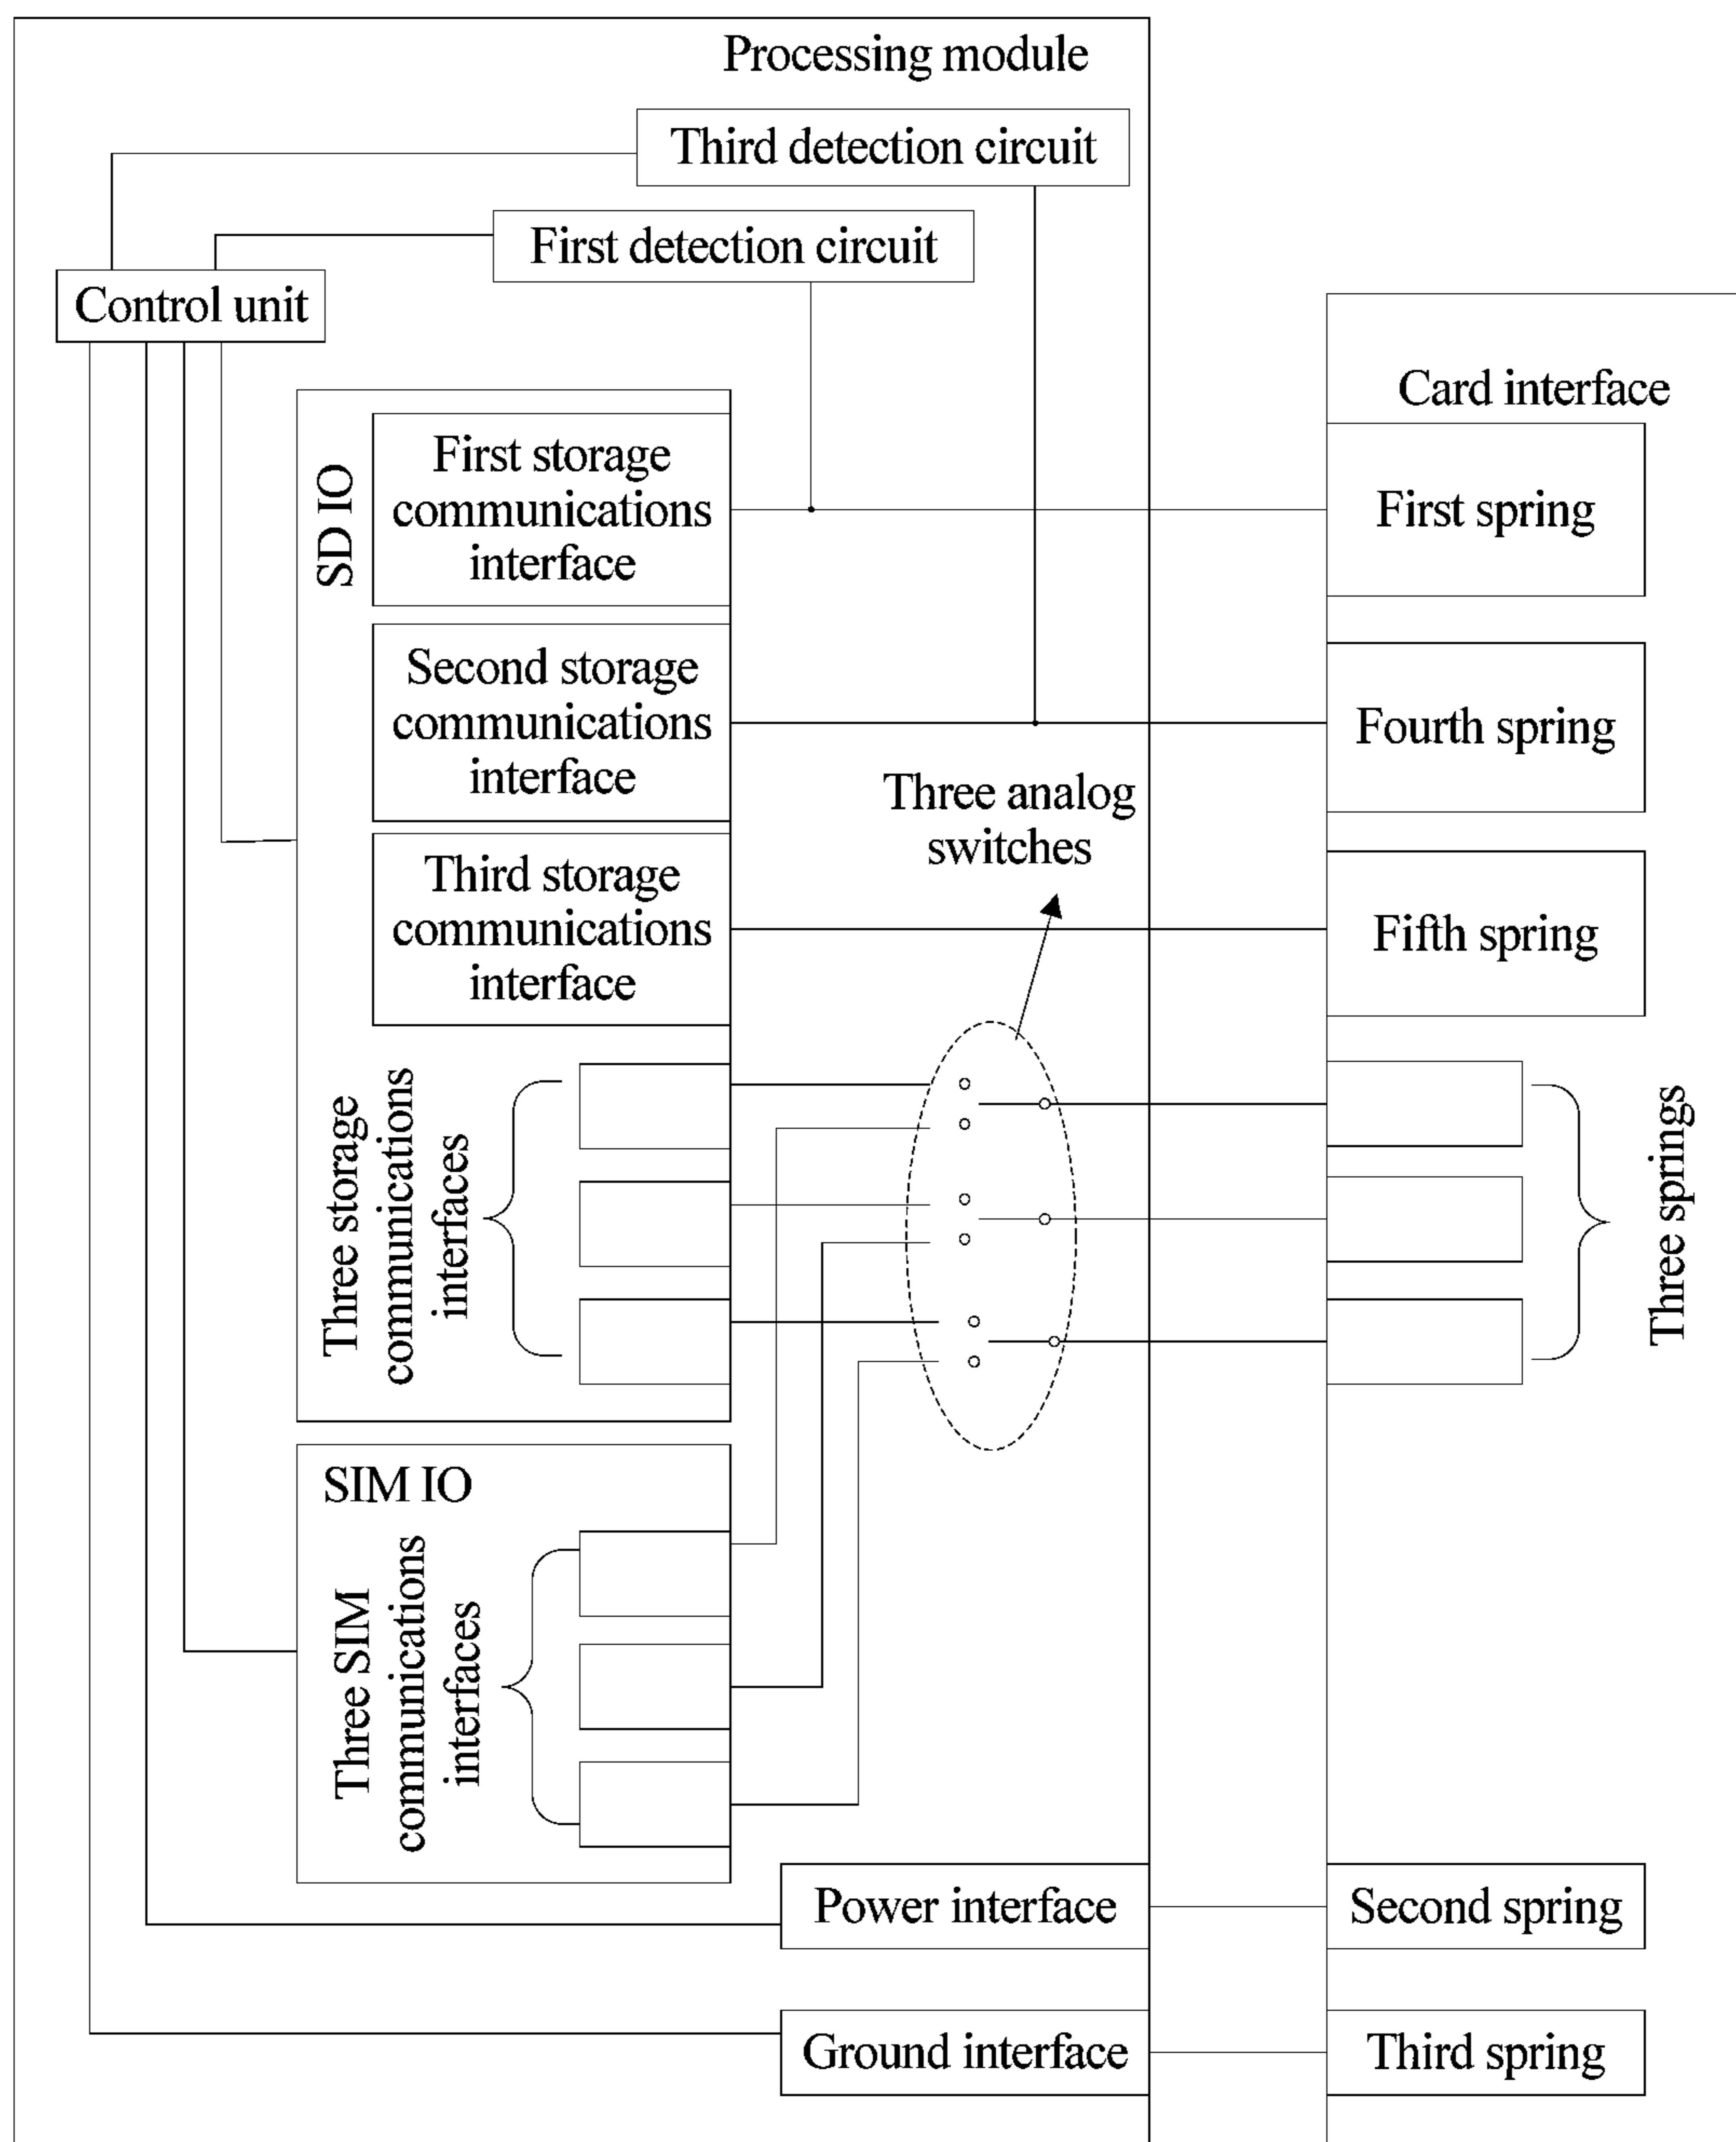 Processing module
Third detection circuit
First detection circuit
Control unit
Card interface
SD IO
First storage
communications
interface
First spring
Second storage
communications
interface
Fourth spring
Three analog
switches
Third storage
communications
interface
Fifth spring
Three storage
communications
interfaces
Three springs
SIM IO
Three SIM
communications
interfaces
Power interface
Second spring
Ground interface
Third spring